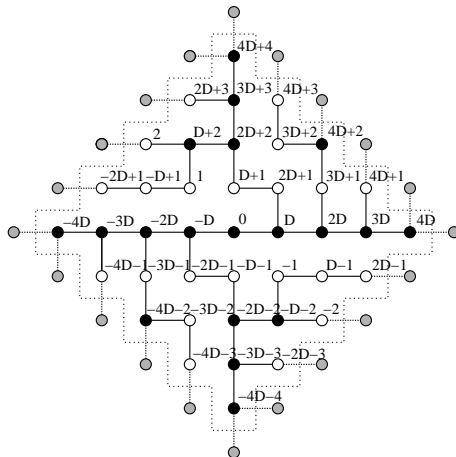 4D+4
2D+3 3D+3 4D+3
2 D+2 2D+2 3D+2 4D+2
−2D+1 −D+1 1 D+1 2D+1 3D+1 4D+1
−4D −3D −2D −D 0 D 2D 3D 4D
−4D−1 −3D−1 −2D−1 −D−1 −1 D−1 2D−1
−4D−2 −3D−2 −2D−2 −D−2 −2
−4D−3 −3D−3 −2D−3
−4D−4